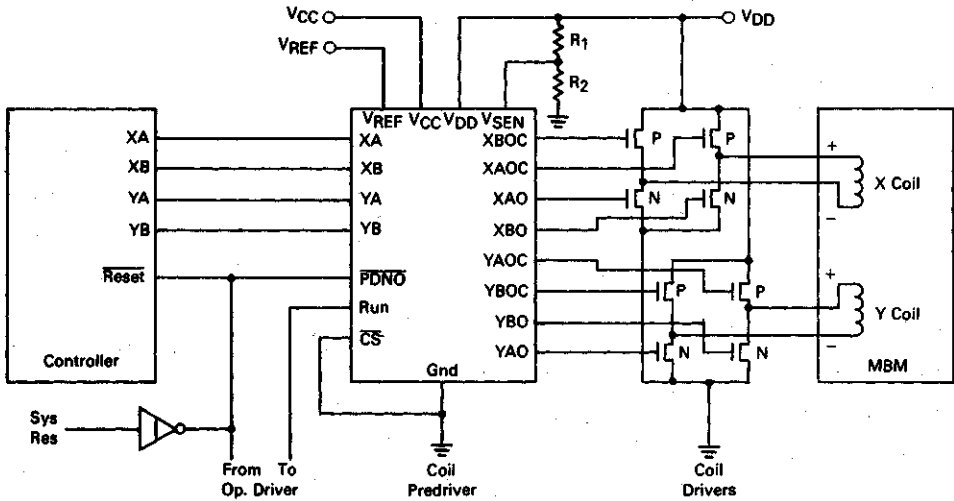 VCC
VREF
VDD
R1
R2
VREF VCC VDD VSEN
XA
XB
YA
YB
Reset
Controller
XA
XB
YA
YB
PDNO
Run
CS
Gnd
XBOC
XAOC
XAO
XBO
YAOC
YBOC
YBO
YAO
P
P
N
N
P
P
N
N
+
X Coil
–
+
Y Coil
–
MBM
Sys
Res
From
Op. Driver
To
Coil
Predriver
Coil
Drivers